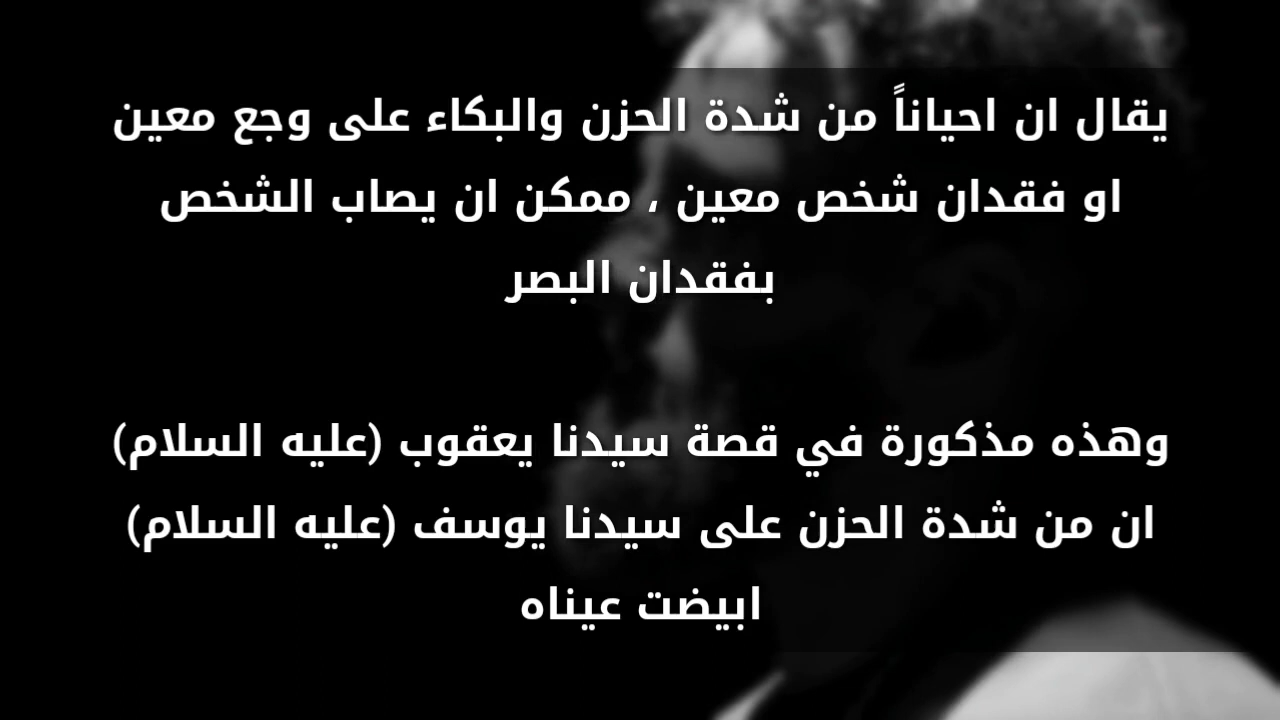 يقال ان احياناً من شدة الحزن والبكاء على وجع معين
او فقدان شخص معين ، ممكن ان يصاب الشخص
بفقدان البصر
وهذه مذكورة في قصة سيدنا يعقوب (عليه السلام)
ان من شدة الحزن على سيدنا يوسف (عليه السلام)
ابيضت عيناه